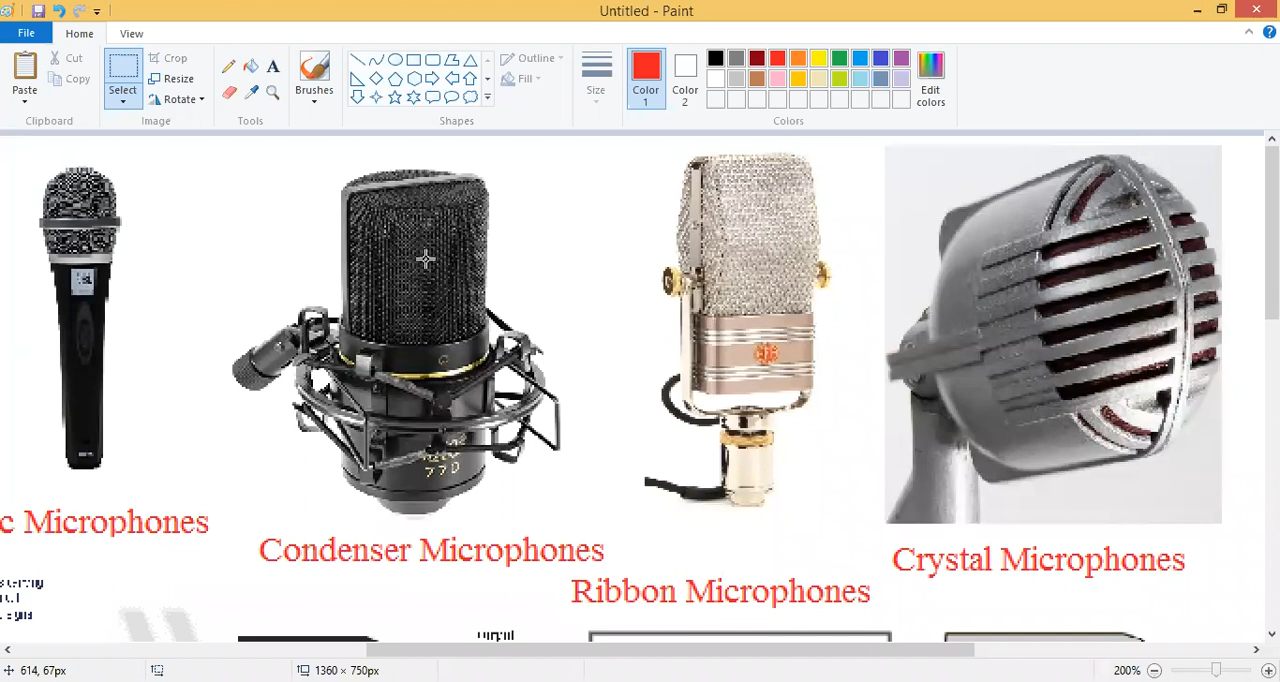 Untitled - Paint
File
Home
View
Paste
Cut
Copy
Clipboard
Select
Crop
Resize
Rotate
Image
A
Tools
Brushes
Shapes
Outline
Fill
Size
Color
1
Color
2
Edit
colors
Colors
770
c Microphones
Condenser Microphones
Ribbon Microphones
Crystal Microphones
614, 67px
1360 × 750px
200%